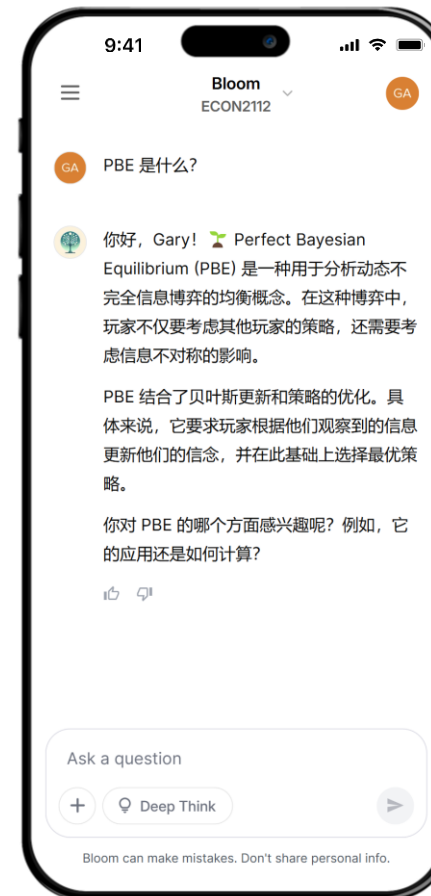 9:41
Bloom
ECON2112
GA
GA
PBE 是什么?
你好，Gary! 🌱 Perfect Bayesian
Equilibrium (PBE) 是一种用于分析动态不
完全信息博弈的均衡概念。在这种博弈中，
玩家不仅要考虑其他玩家的策略，还需要考
虑信息不对称的影响。
PBE 结合了贝叶斯更新和策略的优化。具
体来说，它要求玩家根据他们观察到的信息
更新他们的信念，并在此基础上选择最优策
略。
你对 PBE 的哪个方面感兴趣呢？例如，它
的应用还是如何计算？
Ask a question
Deep Think
Bloom can make mistakes. Don't share personal info.